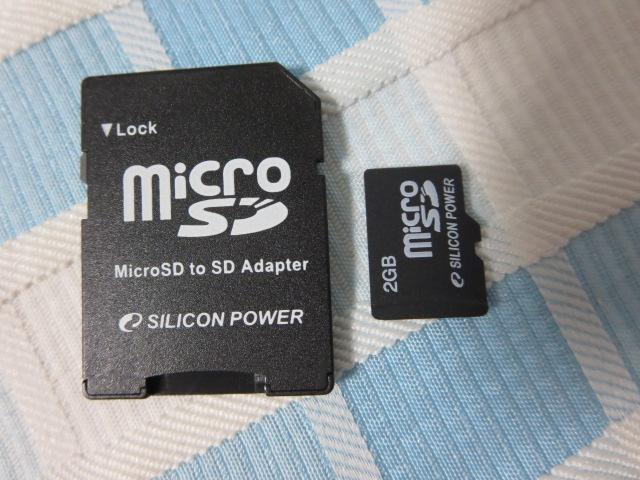 Lock
micro
SD
MicroSD to SD Adapter
SILICON POWER
2GB
micro
SD
SILICON POWER